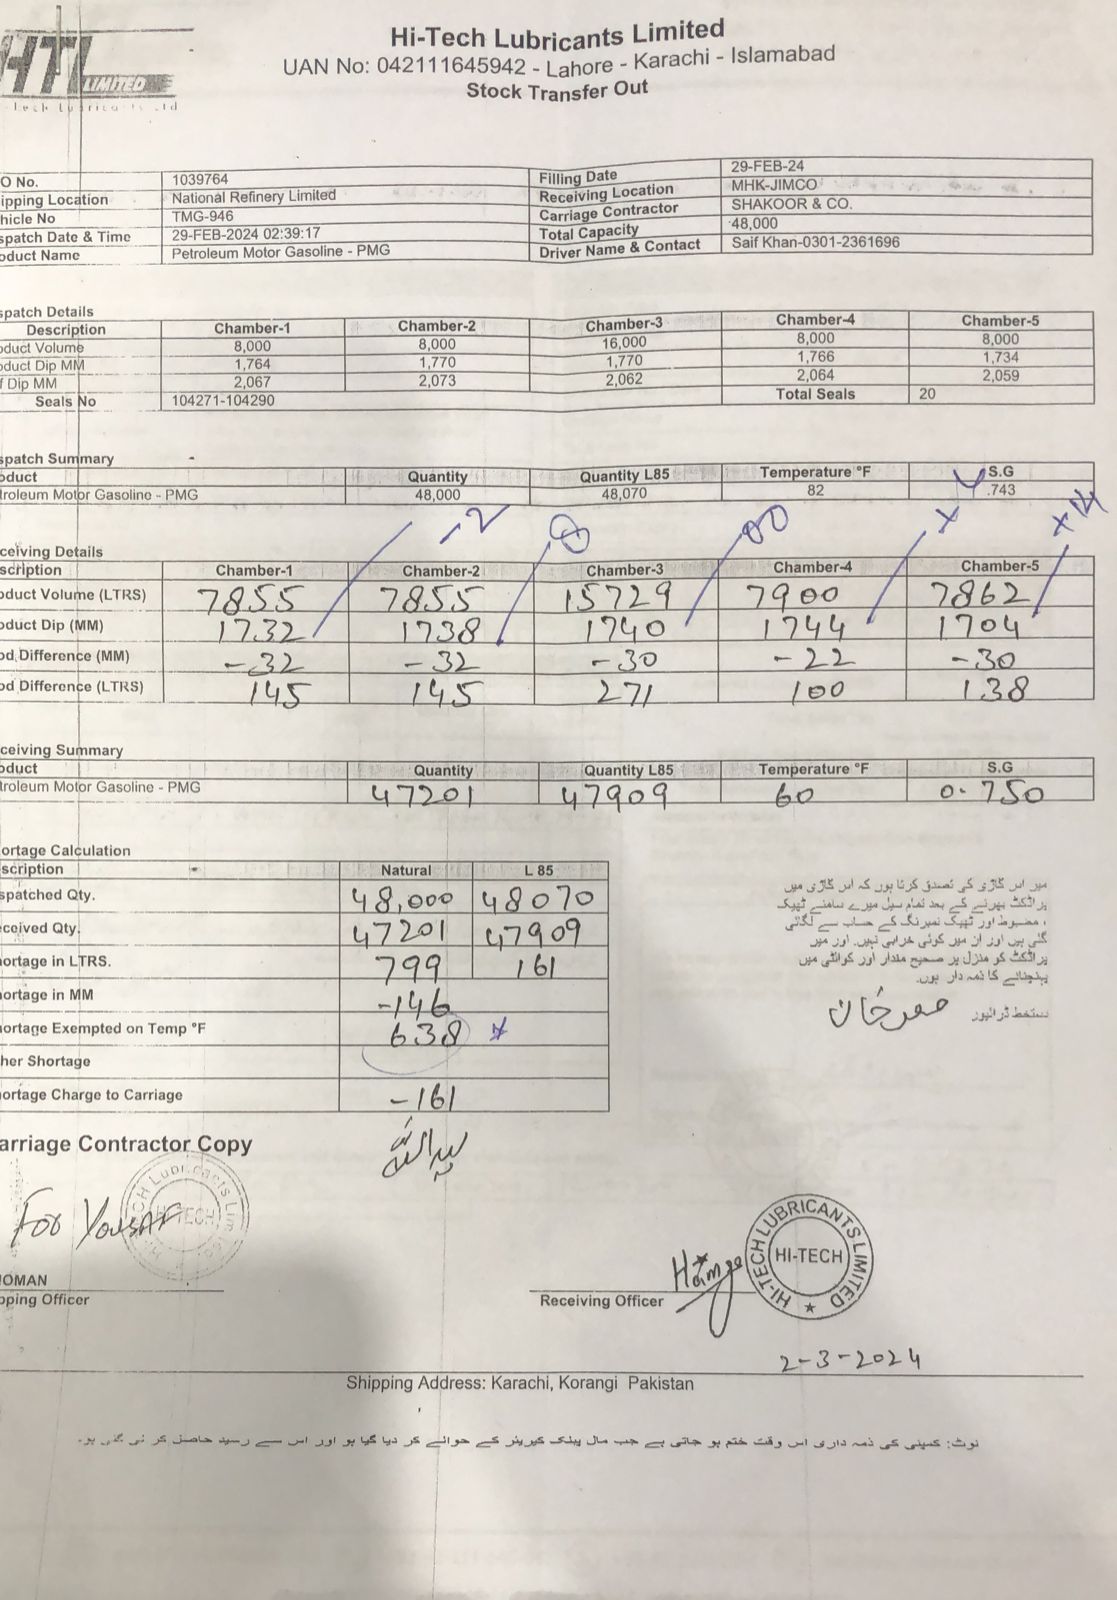 HTL LIMITED
Hi-Tech Lubricants Limited
UAN No: 042111645942 - Lahore - Karachi - Islamabad
Stock Transfer Out
O No. 1039764 Filling Date 29-FEB-24
ipping Location National Refinery Limited Receiving Location MHK-JIMCO
hicle No TMG-946 Carriage Contractor SHAKOOR & CO.
spatch Date & Time 29-FEB-2024 02:39:17 Total Capacity 48,000
oduct Name Petroleum Motor Gasoline - PMG Driver Name & Contact Saif Khan-0301-2361696
spatch Details
Description Chamber-1 Chamber-2 Chamber-3 Chamber-4 Chamber-5
oduct Volume 8,000 8,000 16,000 8,000 8,000
oduct Dip MM 1,764 1,770 1,770 1,766 1,734
f Dip MM 2,067 2,073 2,062 2,064 2,059
Seals No 104271-104290 Total Seals 20
spatch Summary
oduct Quantity Quantity L85 Temperature °F S.G
troleum Motor Gasoline - PMG 48,000 48,070 82 .743
-2 0 00 +4 +14
ceiving Details
scription Chamber-1 Chamber-2 Chamber-3 Chamber-4 Chamber-5
oduct Volume (LTRS) 7855 7855 15729 7900 7862
oduct Dip (MM) 1732 1738 1740 1744 1704
od Difference (MM) -32 -32 -30 -22 -30
od Difference (LTRS) 145 145 271 100 138
ceiving Summary
oduct Quantity Quantity L85 Temperature °F S.G
troleum Motor Gasoline - PMG 47201 47909 60 0.750
ortage Calculation
scription Natural L 85
spatched Qty. 48,000 48070
ceived Qty. 47201 47909
ortage in LTRS. 799 161
ortage in MM -146
ortage Exempted on Temp °F 638
her Shortage
ortage Charge to Carriage -161
میں اس گاڑی کی تصدق کرتا ہوں کہ اس گاڑی میں
پراڈکٹ بھرنے کے بعد تمام سیل میرے سامنے ٹھیک
، مضبوط اور ٹھیک نمبرنگ کے حساب سے لگائی
گئی ہیں اور ان میں کوئی خرابی نہیں. اور میں
پراڈکٹ کو منزل پر صحیح مقدار اور کوالٹی میں
پہنچانے کا ذمہ دار ہوں.
دستخط ڈرائیور
arriage Contractor Copy
For Yousaf
HI-TECH
OMAN
pping Officer
Hamza
Receiving Officer
HI-TECH LUBRICANTS LIMITED
HI-TECH
2-3-2024
Shipping Address: Karachi, Korangi Pakistan
نوٹ: کمپنی کی ذمہ داری اس وقت ختم ہو جاتی ہے جب مال ٹینک کیریئر کے حوالے کر دیا گیا ہو اور اس سے رسید حاصل کر لی گئی ہو.